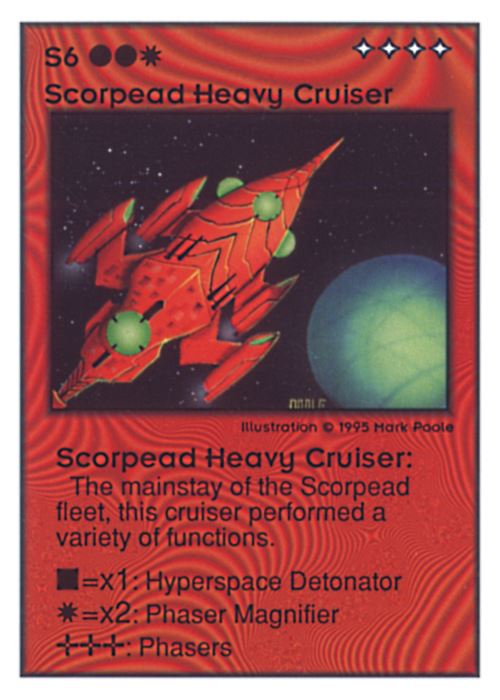 S6 ●●✷
Scorpead Heavy Cruiser
POOLE
Illustration © 1995 Mark Poole
Scorpead Heavy Cruiser:
The mainstay of the Scorpead
fleet, this cruiser performed a
variety of functions.
■=x1: Hyperspace Detonator
✷=x2: Phaser Magnifier
✢✢✢: Phasers